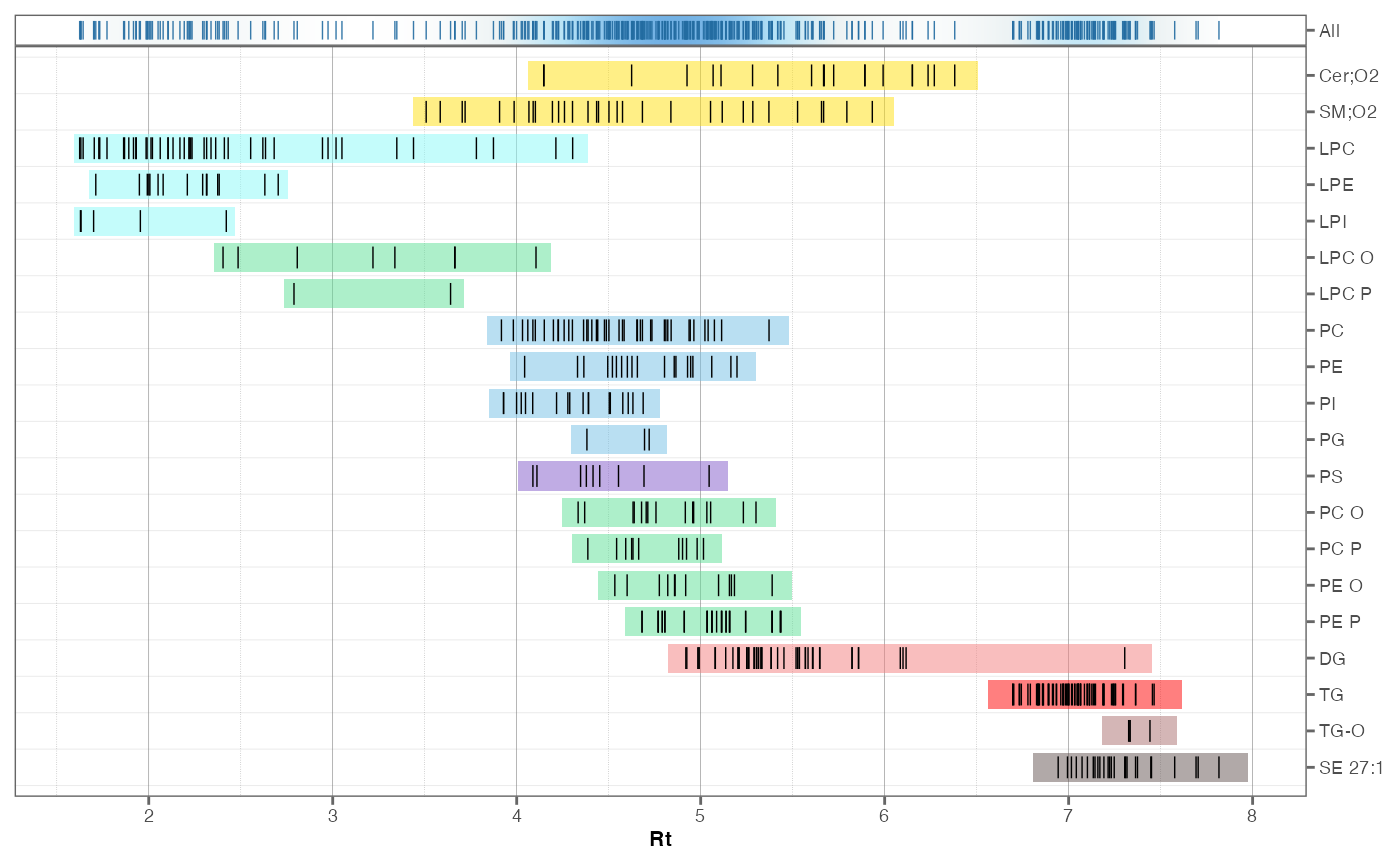 All
Cer;O2
SM;O2
LPC
LPE
LPI
LPC O
LPC P
PC
PE
PI
PG
PS
PC O
PC P
PE O
PE P
DG
TG
TG-O
SE 27:1
2 3 4 5 6 7 8
Rt